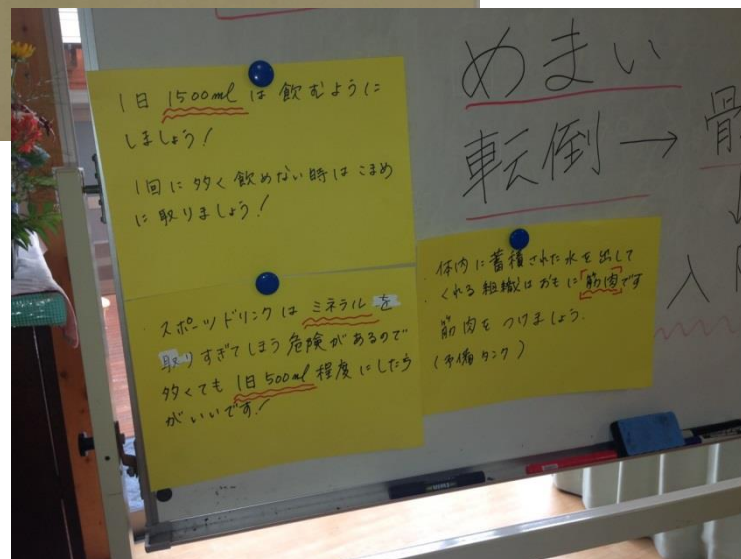 1日 1500ml は 飲むように
しましょう!
1回に 多く 飲めない 時は こまめ
に 取りましょう!
スポーツドリンクは ミネラルを
取りすぎてしまう 危険があるので
多くても 1日500ml 程度にしたら
がいいです!
めまい
転倒 → 骨
↓
入
・体内に蓄積された水を出して
くれる組織はおもに「筋肉」です
・筋肉をつけましょう.
(予備タンク)